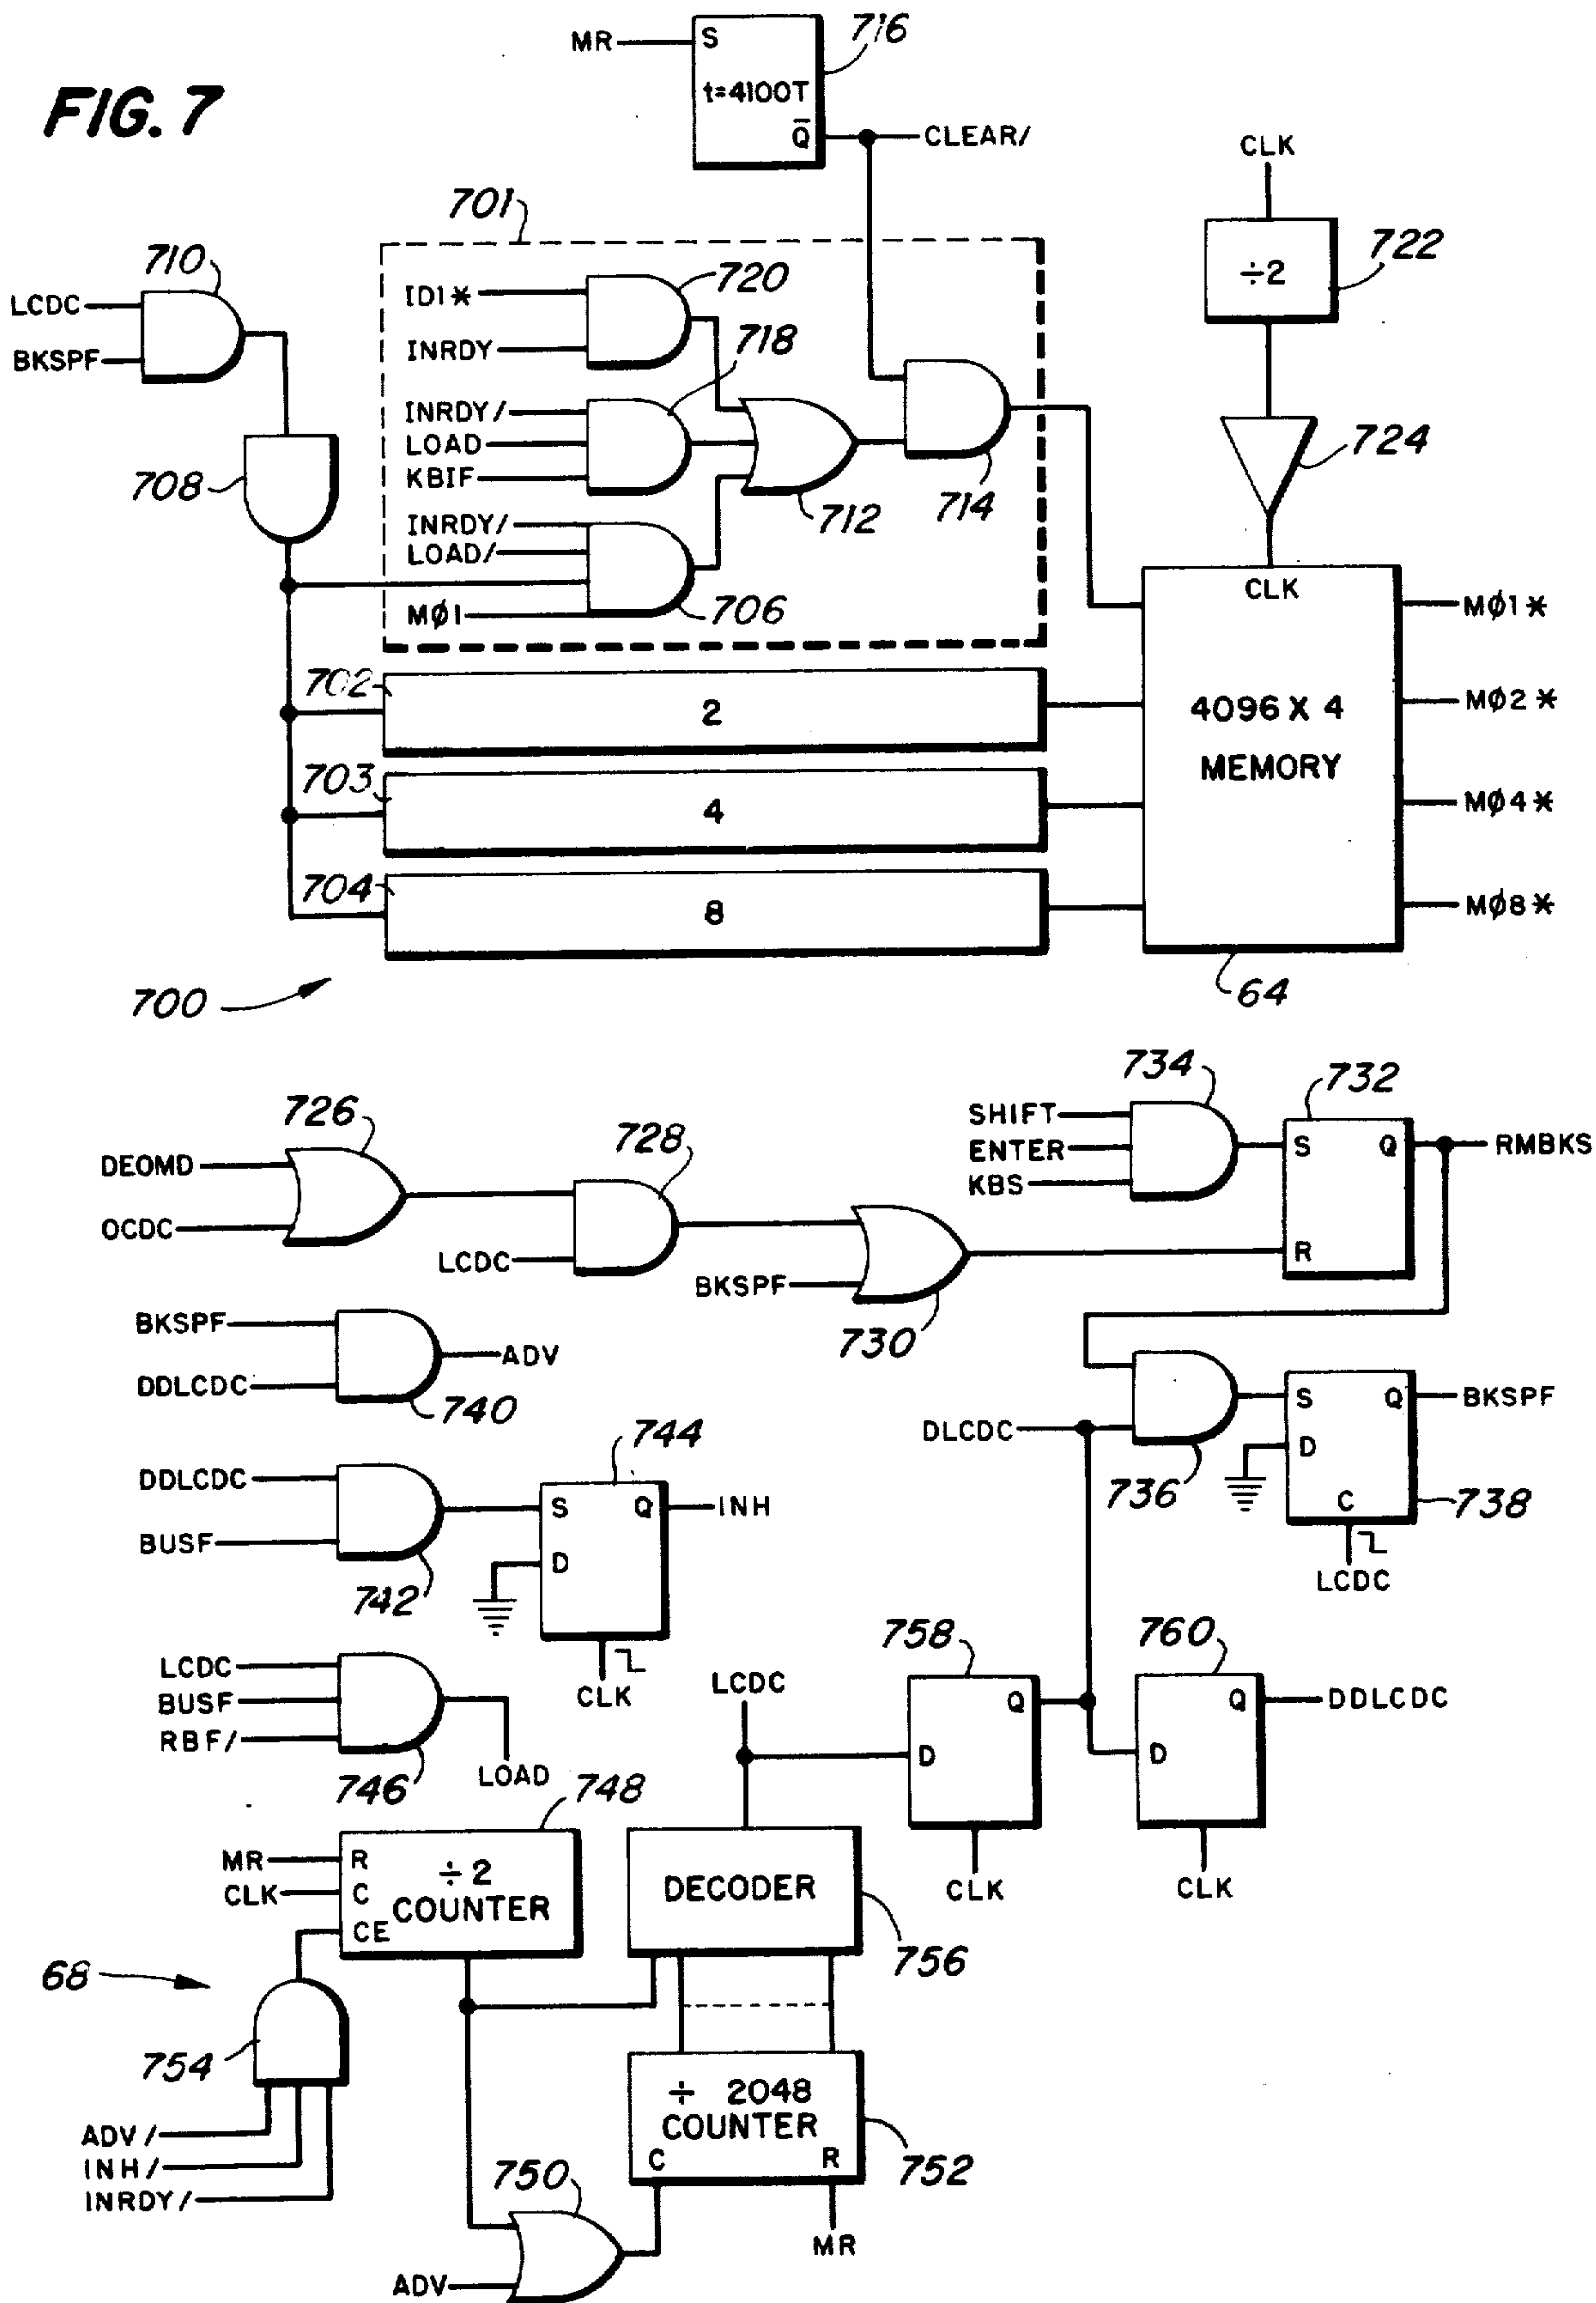 FIG. 7
MR
S
716
t=4100T
Q̅
CLEAR/
CLK
701
710
÷2
722
LCDC
BKSPF
ID1*
720
INRDY
718
INRDY/
LOAD
KBIF
724
708
712
714
INRDY/
LOAD/
MØ1
706
CLK
MØ1*
702
2
4096 X 4
MEMORY
MØ2*
703
4
MØ4*
704
8
MØ8*
700
64
734
732
726
728
SHIFT
ENTER
KBS
S
Q
RMBKS
DEOMD
OCDC
LCDC
R
BKSPF
730
BKSPF
ADV
DDLCDC
740
744
DLCDC
S
Q
BKSPF
D
736
C
738
LCDC
DDLCDC
S
Q
INH
BUSF
D
742
CLK
758
760
LCDC
BUSF
RBF/
LCDC
Q
Q
DDLCDC
D
D
746
LOAD
748
MR
R
÷2
CLK
C
COUNTER
CE
DECODER
CLK
CLK
756
68
754
÷ 2048
COUNTER
C
R
752
ADV/
INH/
INRDY/
750
MR
ADV